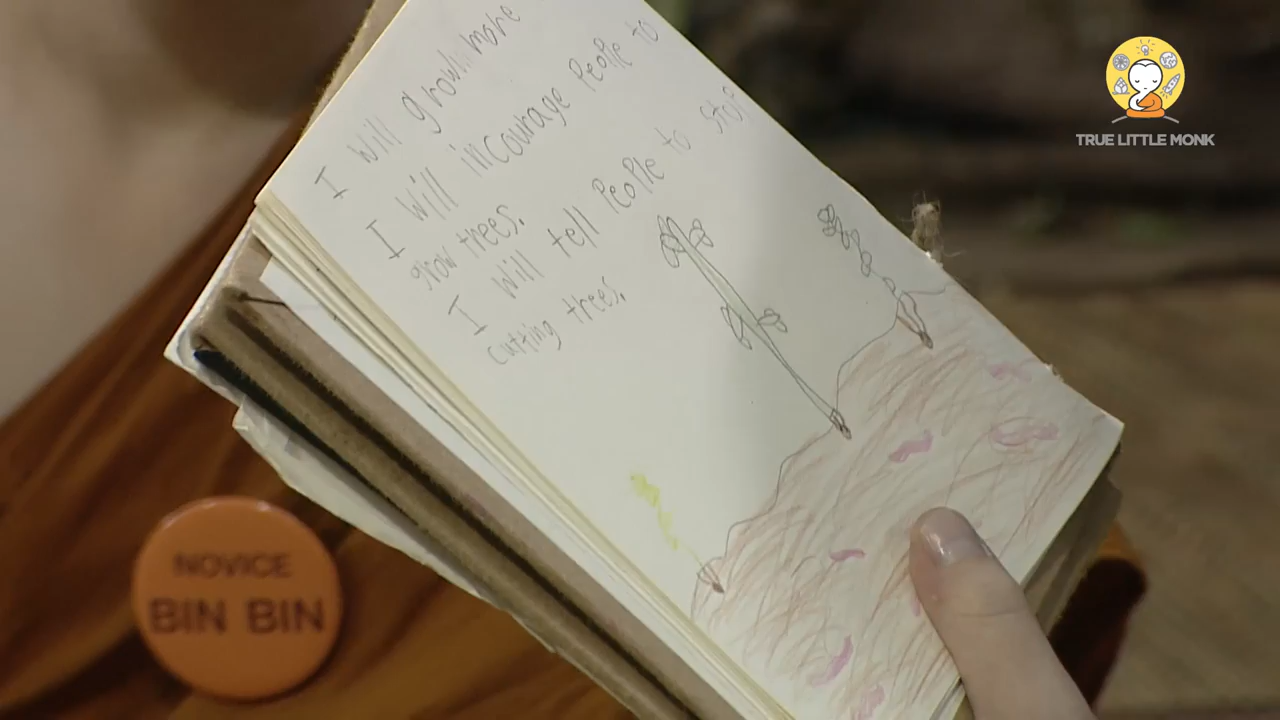 I will grow more
I will incourage people to
grow trees.
I will tell people to stop
cutting trees.
NOVICE
BIN BIN
TRUE LITTLE MONK